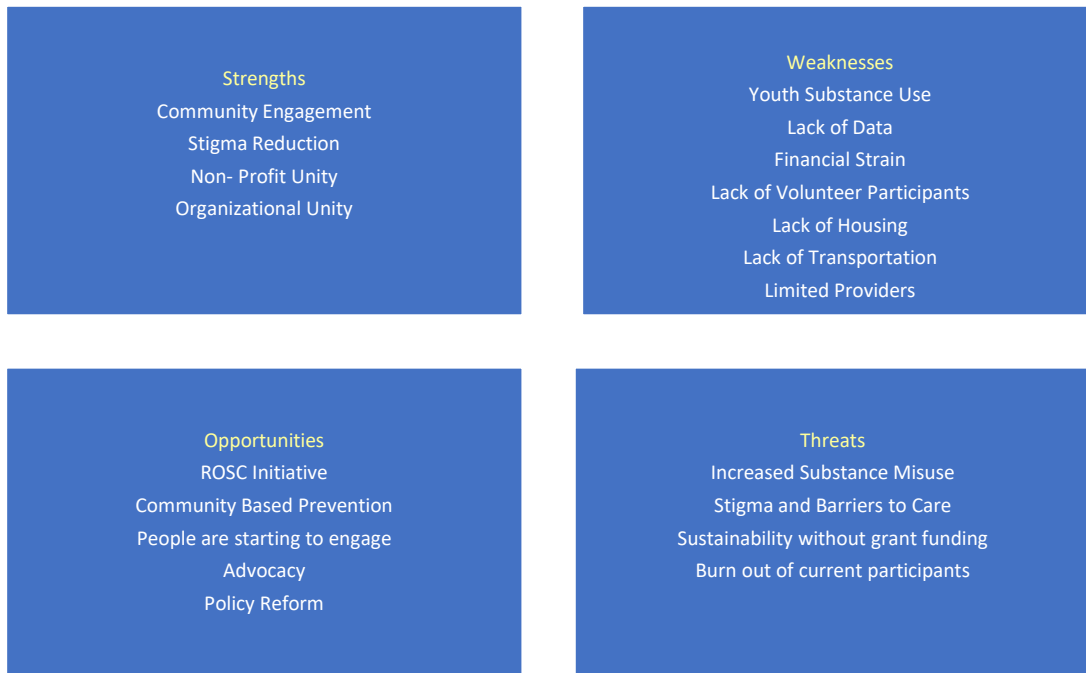 Strengths
Community Engagement
Stigma Reduction
Non- Profit Unity
Organizational Unity
Weaknesses
Youth Substance Use
Lack of Data
Financial Strain
Lack of Volunteer Participants
Lack of Housing
Lack of Transportation
Limited Providers
Opportunities
ROSC Initiative
Community Based Prevention
People are starting to engage
Advocacy
Policy Reform
Threats
Increased Substance Misuse
Stigma and Barriers to Care
Sustainability without grant funding
Burn out of current participants